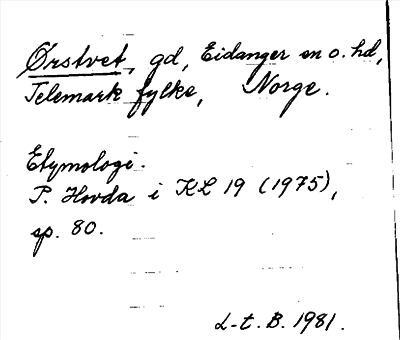 Ørstvet, gd, Eidanger sn o. hd,
Telemark fylke, Norge.
Etymologi.
P. Hovda i KL 19 (1975),
sp. 80.
L-t. B. 1981.